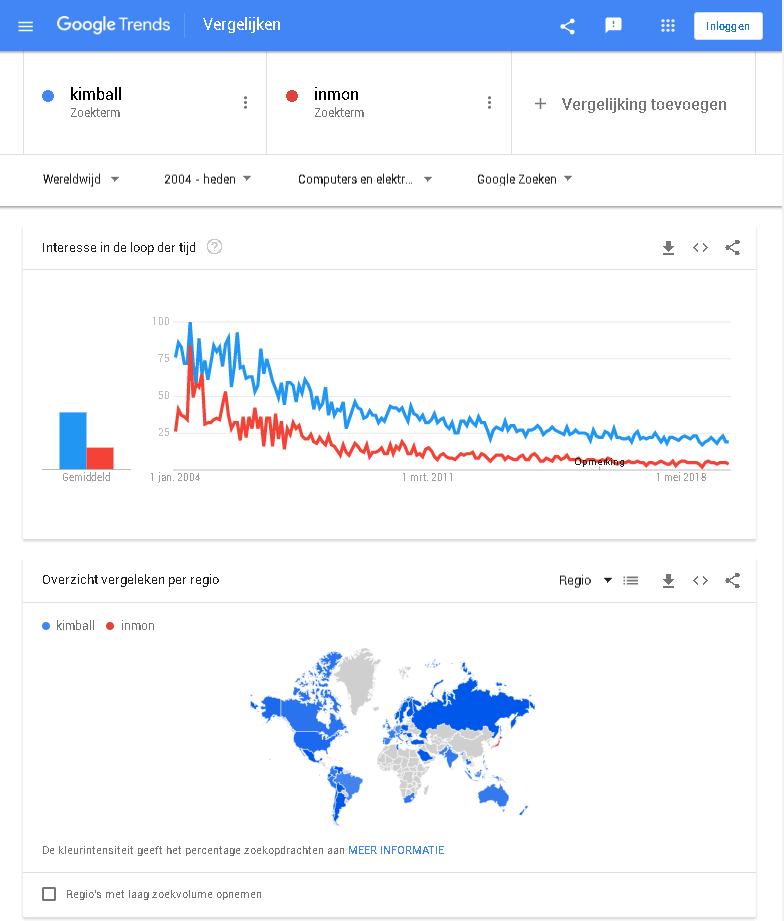 Google Trends Vergelijken Inloggen
kimball inmon + Vergelijking toevoegen
Zoekterm Zoekterm
Wereldwijd 2004 - heden Computers en elektr... Google Zoeken
Interesse in de loop der tijd ?
100
75
50
25
Opmerking
Gemiddeld 1 jan. 2004 1 mrt. 2011 1 mei 2018
Overzicht vergeleken per regio Regio
kimball inmon
De kleurintensiteit geeft het percentage zoekopdrachten aan MEER INFORMATIE
Regio's met laag zoekvolume opnemen